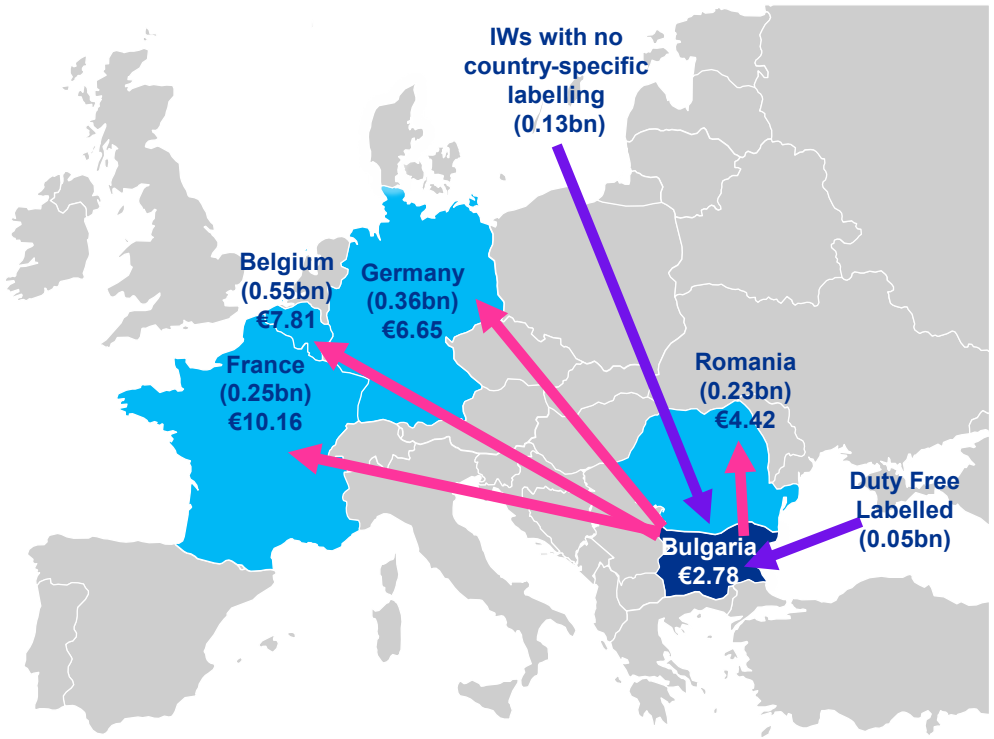 IWs with no
country-specific
labelling
(0.13bn)
Belgium
(0.55bn)
€7.81
Germany
(0.36bn)
€6.65
France
(0.25bn)
€10.16
Romania
(0.23bn)
€4.42
Duty Free
Labelled
(0.05bn)
Bulgaria
€2.78